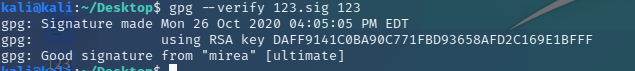 kali@kali:~/Desktop$ gpg --verify 123.sig 123
gpg: Signature made Mon 26 Oct 2020 04:05:05 PM EDT
gpg:                using RSA key DAFF9141C0BA90C771FBD93658AFD2C169E1BFFF
gpg: Good signature from "mirea" [ultimate]
kali@kali:~/Desktop$